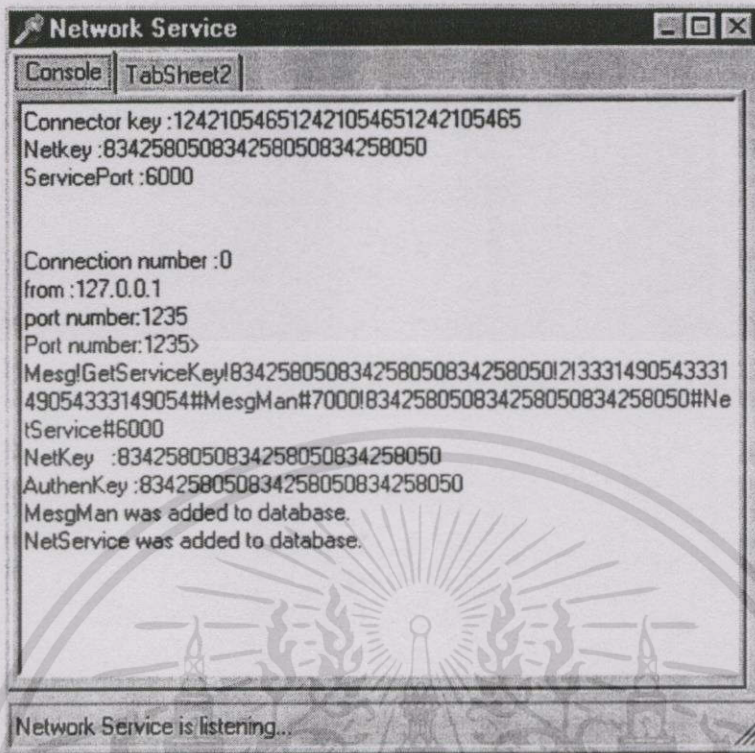 Network Service
Console TabSheet2
Connector key :124210546512421054651242105465
Netkey :834258050834258050834258050
ServicePort :6000
Connection number :0
from :127.0.0.1
port number:1235
Port number:1235>
Mesg!GetServiceKey!834258050834258050834258050!2!3331490543331
49054333149054#MesgMan#7000!834258050834258050834258050#Ne
tService#6000
NetKey :834258050834258050834258050
AuthenKey :834258050834258050834258050
MesgMan was added to database.
NetService was added to database.
Network Service is listening...